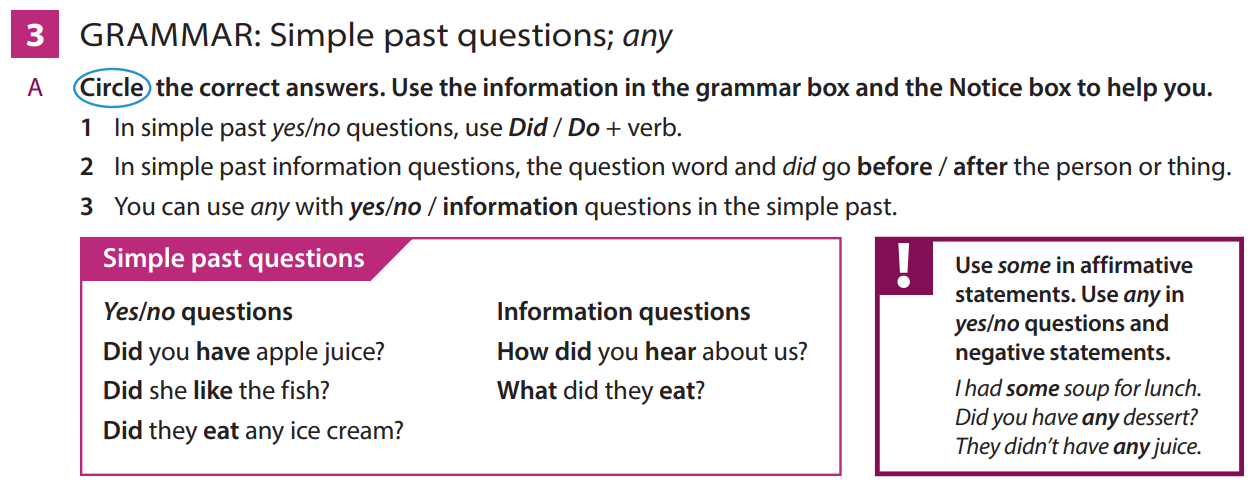 3 GRAMMAR: Simple past questions; any
A Circle the correct answers. Use the information in the grammar box and the Notice box to help you.
1 In simple past yes/no questions, use Did / Do + verb.
2 In simple past information questions, the question word and did go before / after the person or thing.
3 You can use any with yes/no / information questions in the simple past.
Simple past questions
Yes/no questions
Did you have apple juice?
Did she like the fish?
Did they eat any ice cream?
Information questions
How did you hear about us?
What did they eat?
!
Use some in affirmative
statements. Use any in
yes/no questions and
negative statements.
I had some soup for lunch.
Did you have any dessert?
They didn't have any juice.